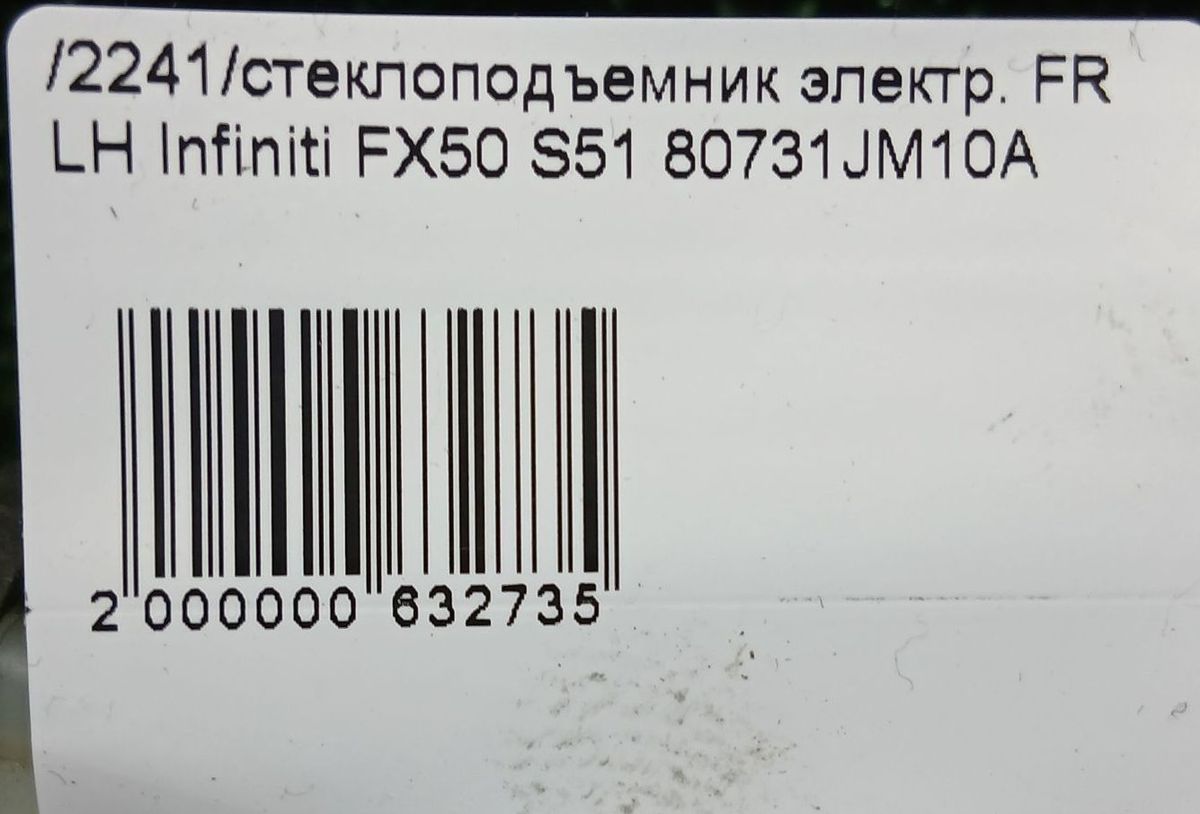 /2241/стеклоподъемник электр. FR
LH Infiniti FX50 S51 80731JM10A
2 000000 632735